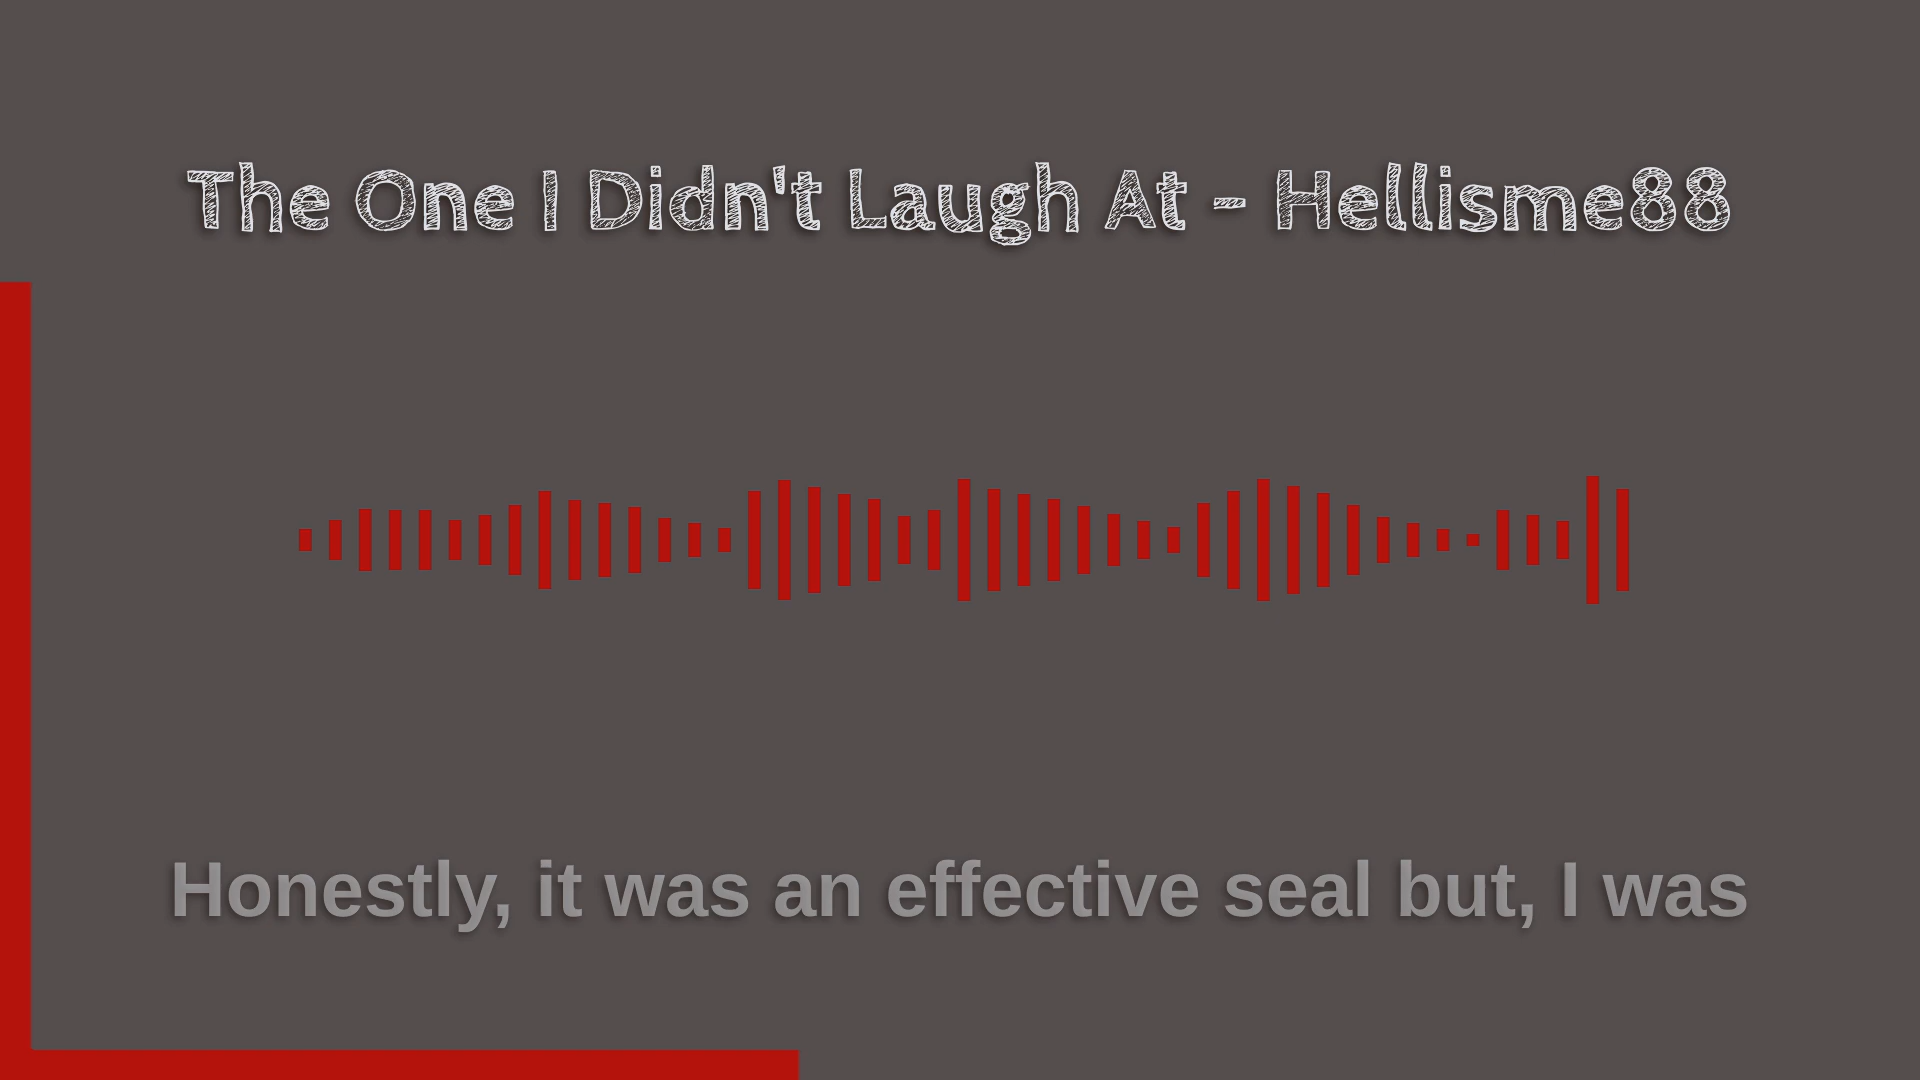 The One I Didn't Laugh At - Hellisme88
Honestly, it was an effective seal but, I was